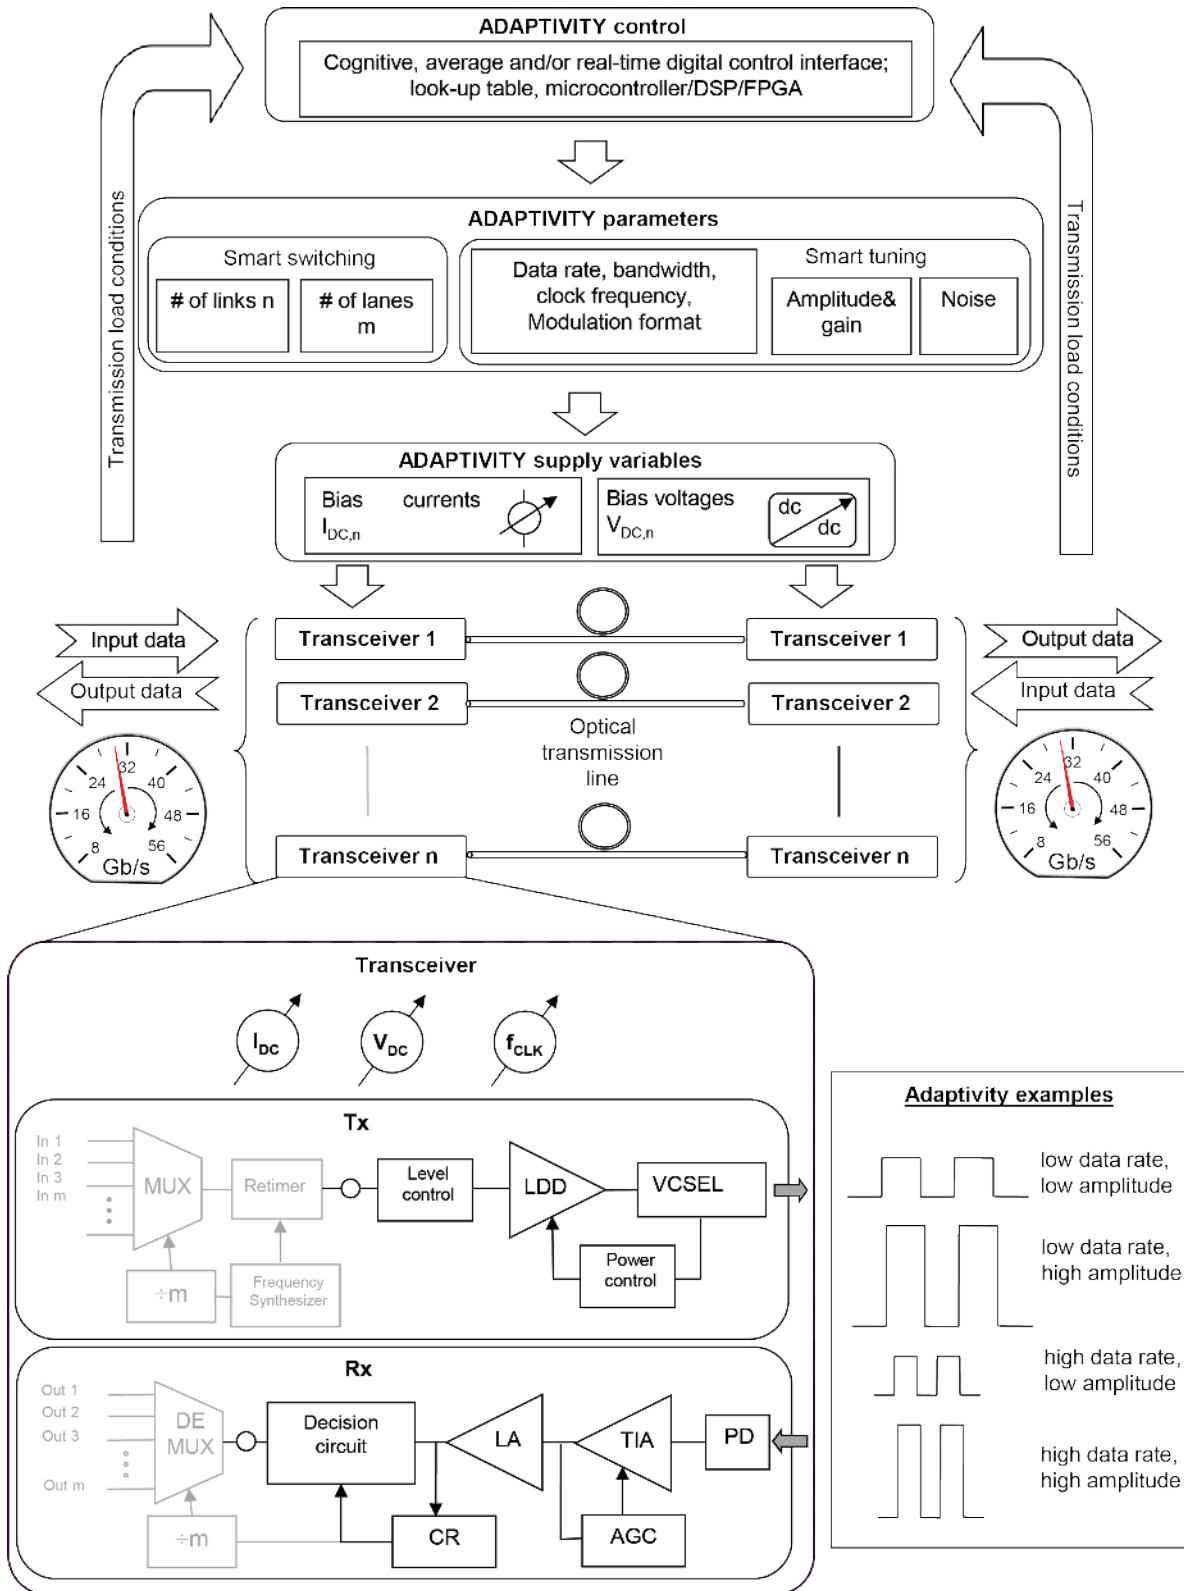 ADAPTIVITY control
Cognitive, average and/or real-time digital control interface;
look-up table, microcontroller/DSP/FPGA
Transmission load conditions
Transmission load conditions
ADAPTIVITY parameters
Smart switching
# of links n
# of lanes
m
Data rate, bandwidth,
clock frequency,
Modulation format
Smart tuning
Amplitude&
gain
Noise
ADAPTIVITY supply variables
Bias currents
I_DC,n
Bias voltages
V_DC,n
dc
dc
Input data
Output data
Transceiver 1
Transceiver 1
Transceiver 2
Transceiver 2
Optical
transmission
line
Transceiver n
Transceiver n
Output data
Input data
8
16
24
32
40
48
56
Gb/s
8
16
24
32
40
48
56
Gb/s
Transceiver
I_DC
V_DC
f_CLK
Tx
In 1
In 2
In 3
In m
MUX
Retimer
Level
control
LDD
VCSEL
Power
control
÷m
Frequency
Synthesizer
Rx
Out 1
Out 2
Out 3
Out m
DE
MUX
Decision
circuit
LA
TIA
PD
÷m
CR
AGC
Adaptivity examples
low data rate,
low amplitude
low data rate,
high amplitude
high data rate,
low amplitude
high data rate,
high amplitude